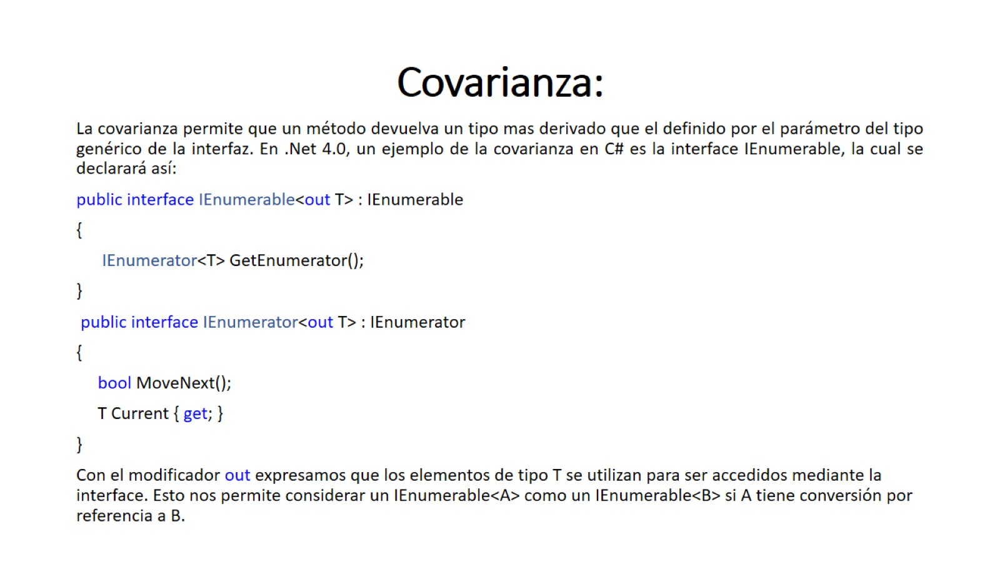 Covarianza:
La covarianza permite que un método devuelva un tipo mas derivado que el definido por el parámetro del tipo
genérico de la interfaz. En .Net 4.0, un ejemplo de la covarianza en C# es la interface IEnumerable, la cual se
declarará así:
public interface IEnumerable<out T> : IEnumerable
{
IEnumerator<T> GetEnumerator();
}
public interface IEnumerator<out T> : IEnumerator
{
bool MoveNext();
T Current { get; }
}
Con el modificador out expresamos que los elementos de tipo T se utilizan para ser accedidos mediante la
interface. Esto nos permite considerar un IEnumerable<A> como un IEnumerable<B> si A tiene conversión por
referencia a B.